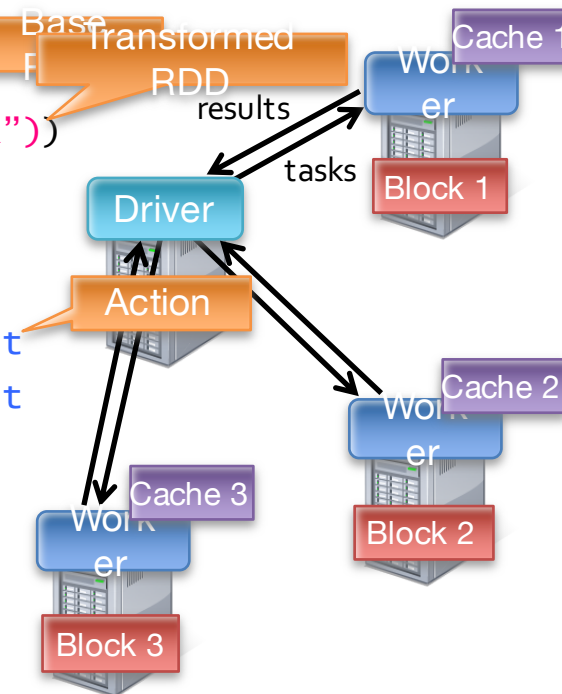 Base
Transformed
RDD
Cache 1
Work
er
results
"))
tasks
Block 1
Driver
Action
t
t
Cache 2
Work
er
Block 2
Cache 3
Work
er
Block 3